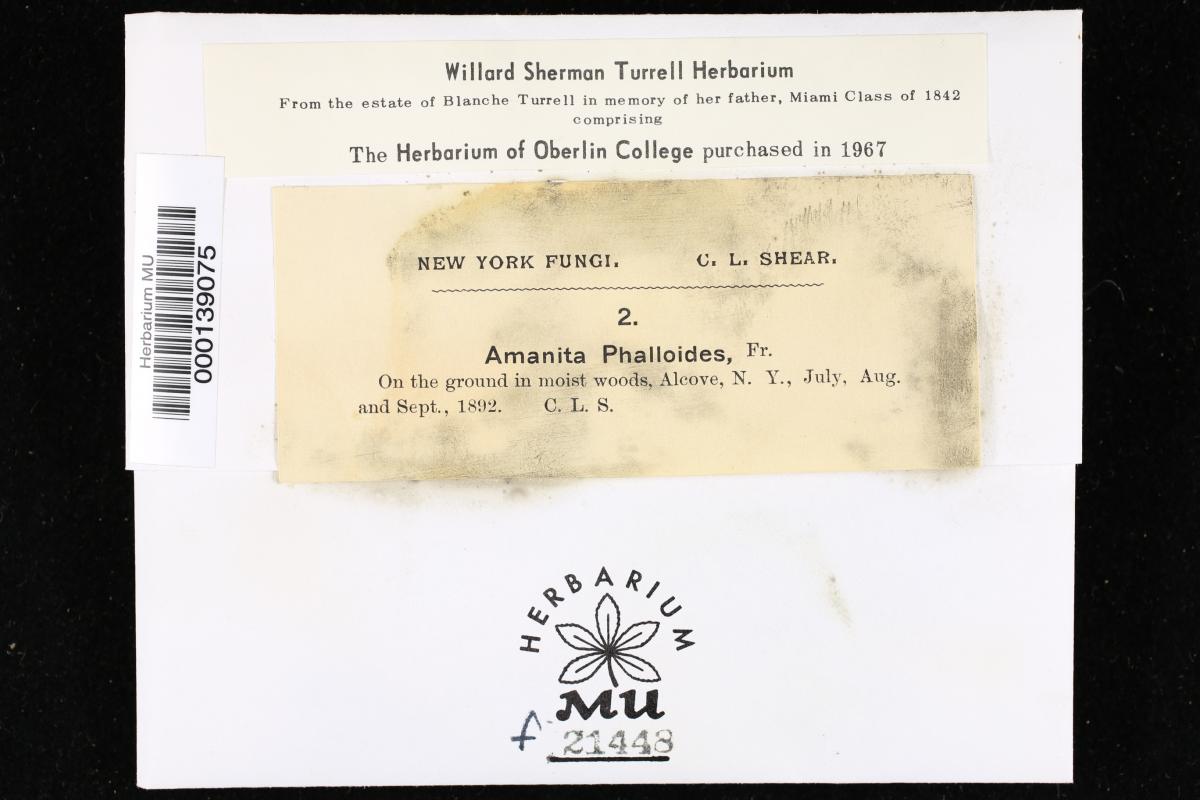 Willard Sherman Turrell Herbarium
From the estate of Blanche Turrell in memory of her father, Miami Class of 1842
comprising
The Herbarium of Oberlin College purchased in 1967
Herbarium MU
000139075
NEW YORK FUNGI. C. L. SHEAR.
2.
Amanita Phalloides, Fr.
On the ground in moist woods, Alcove, N. Y., July, Aug.
and Sept., 1892. C. L. S.
HERBARIUM
MU
f. 21448